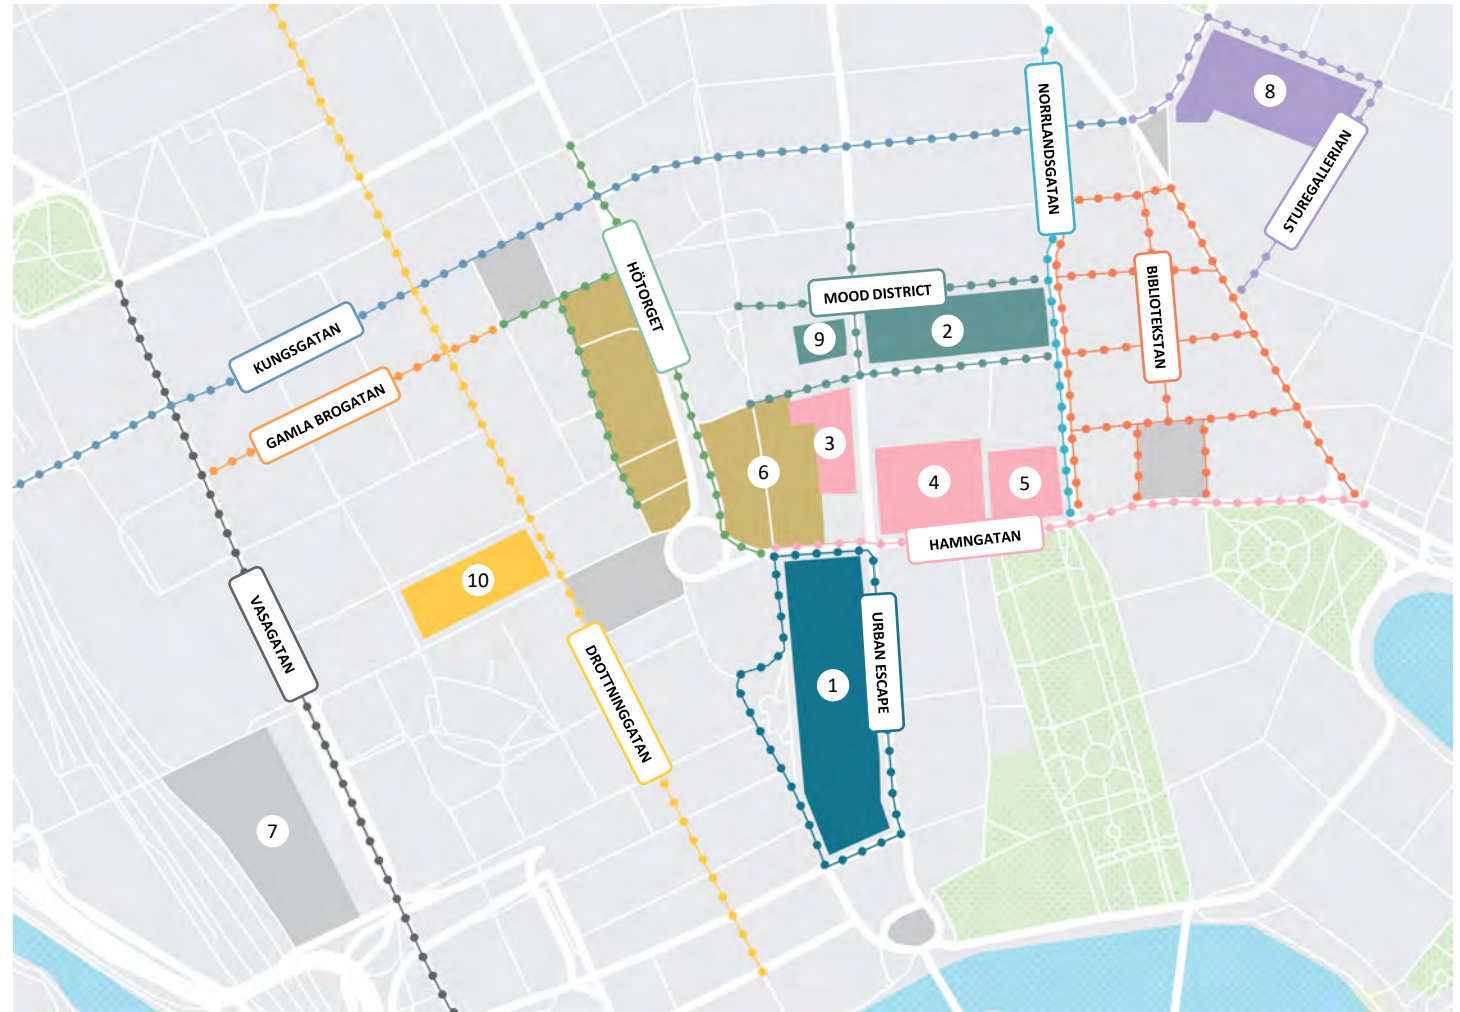 8
NORRLANDSGATAN
STUREGALLERIAN
HÖTORGET
BIBLIOTEKSTAN
MOOD DISTRICT
KUNGSGATAN
9
2
GAMLA BROGATAN
3
6
4
5
HAMNGATAN
10
VASAGATAN
DROTTNINGGATAN
URBAN ESCAPE
1
7